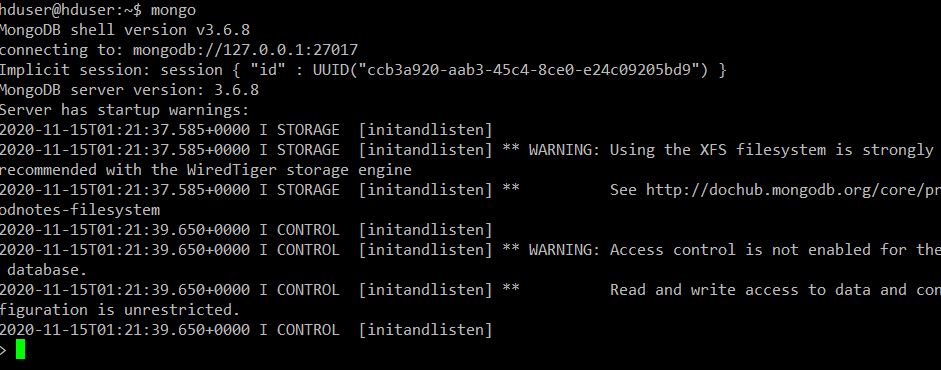 hduser@hduser:~$ mongo
MongoDB shell version v3.6.8
connecting to: mongodb://127.0.0.1:27017
Implicit session: session { "id" : UUID("ccb3a920-aab3-45c4-8ce0-e24c09205bd9") }
MongoDB server version: 3.6.8
Server has startup warnings:
2020-11-15T01:21:37.585+0000 I STORAGE  [initandlisten]
2020-11-15T01:21:37.585+0000 I STORAGE  [initandlisten] ** WARNING: Using the XFS filesystem is strongly
recommended with the WiredTiger storage engine
2020-11-15T01:21:37.585+0000 I STORAGE  [initandlisten] **          See http://dochub.mongodb.org/core/pr
odnotes-filesystem
2020-11-15T01:21:39.650+0000 I CONTROL  [initandlisten]
2020-11-15T01:21:39.650+0000 I CONTROL  [initandlisten] ** WARNING: Access control is not enabled for the
 database.
2020-11-15T01:21:39.650+0000 I CONTROL  [initandlisten] **          Read and write access to data and con
figuration is unrestricted.
2020-11-15T01:21:39.650+0000 I CONTROL  [initandlisten]
>